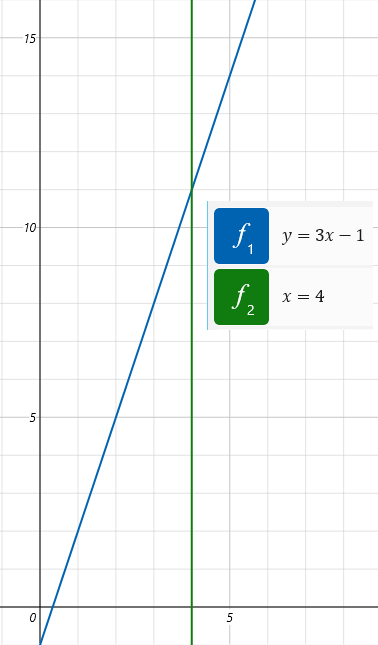 15
10
f₁ y = 3x − 1
f₂ x = 4
5
0 5